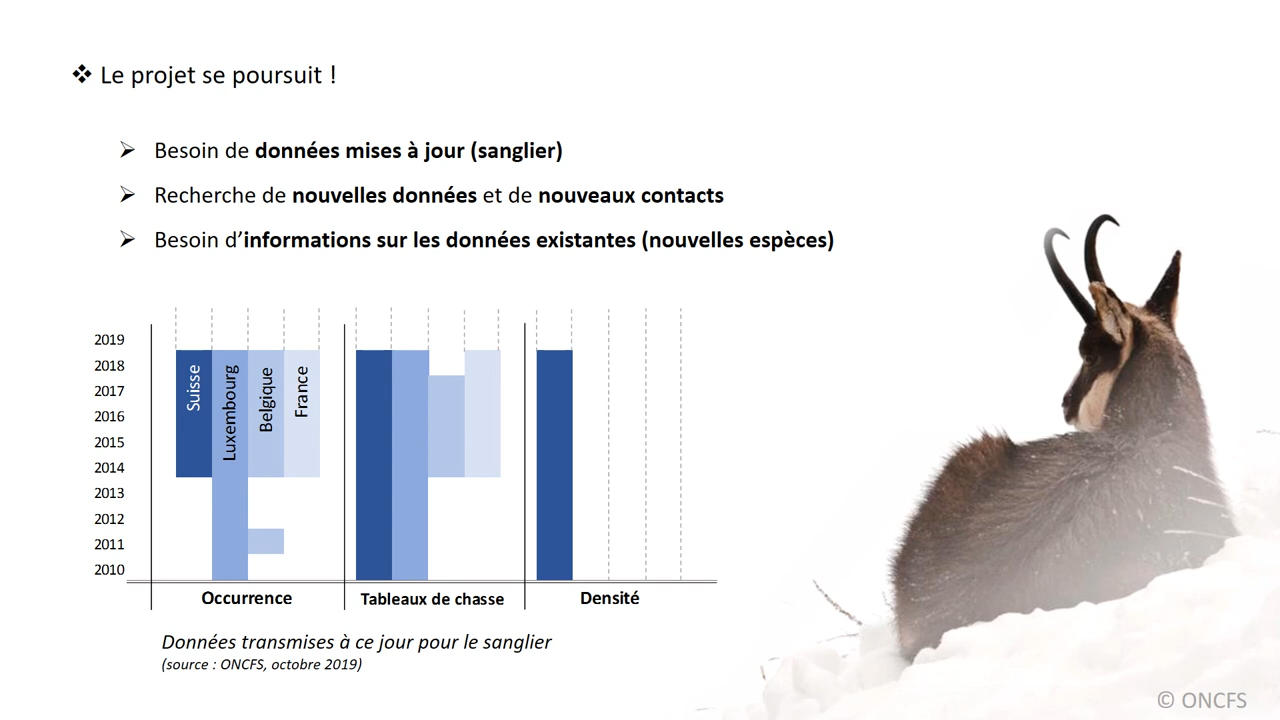 ❖ Le projet se poursuit !
➢ Besoin de données mises à jour (sanglier)
➢ Recherche de nouvelles données et de nouveaux contacts
➢ Besoin d’informations sur les données existantes (nouvelles espèces)
2019
2018
2017
2016
2015
2014
2013
2012
2011
2010
Suisse
Luxembourg
Belgique
France
Occurrence
Tableaux de chasse
Densité
Données transmises à ce jour pour le sanglier
(source : ONCFS, octobre 2019)
© ONCFS